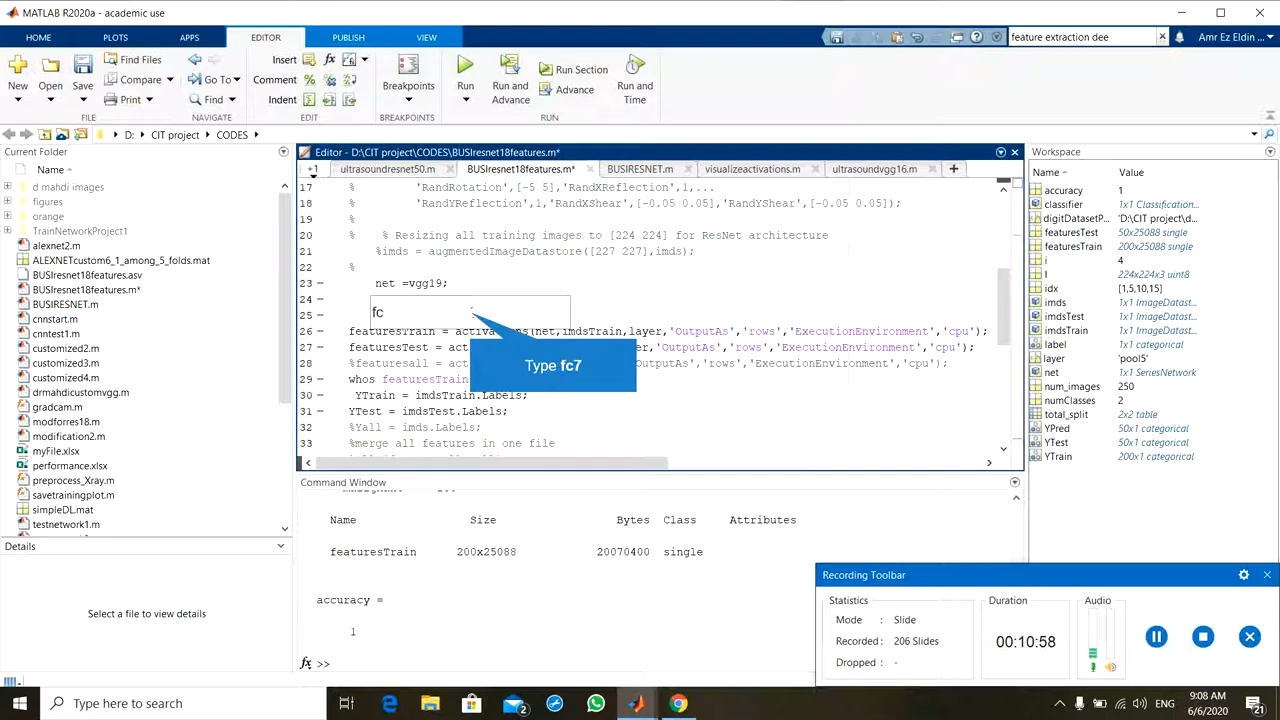 MATLAB R2020a - academic use
HOME PLOTS APPS EDITOR PUBLISH VIEW
feature extraction dee
Amr Ez Eldin ...
New Open Save
Find Files
Compare
Print
Go To
Find
Insert
Comment
Indent
Breakpoints
Run
Run and Advance
Run Section
Advance
Run and Time
FILE NAVIGATE EDIT BREAKPOINTS RUN
D: CIT project CODES
Current Folder
Name
d mahdi images
figures
orange
TrainNetworkProject1
alexnet2.m
ALEXNETcustom6_1_among_5_folds.mat
BUSIresnet18features.asv
BUSIresnet18features.m*
BUSIRESNET.m
cnnstart.m
cnntest1.m
customized2.m
customized3.m
customized4.m
drmahdicustomvgg.m
gradcam.m
modforres18.m
modification2.m
myFile.xlsx
performance.xlsx
preprocess_Xray.m
savetrainingplot.m
simpleDL.mat
testnetwork1.m
Details
Select a file to view details
Editor - D:\CIT project\CODES\BUSIresnet18features.m*
+1 ultrasoundresnet50.m BUSIresnet18features.m* BUSIRESNET.m visualizeactivations.m ultrasoundvgg16.m
17 % 'RandRotation',[-5 5],'RandXReflection',1,...
18 % 'RandYReflection',1,'RandXShear',[-0.05 0.05],'RandYShear',[-0.05 0.05]);
19 %
20 % % Resizing all training images to [224 224] for ResNet architecture
21 %imds = augmentedImageDatastore([227 227],imds);
22 %
23 net =vgg19;
24
25 fc
26 featuresTrain = activations(net,imdsTrain,layer,'OutputAs','rows','ExecutionEnvironment','cpu');
27 featuresTest = act er,'OutputAs','rows','ExecutionEnvironment','cpu');
28 %featuresall = ac OutputAs','rows','ExecutionEnvironment','cpu');
29 whos featuresTrain
30 YTrain = imdsTrain.Labels;
31 YTest = imdsTest.Labels;
32 %Yall = imds.Labels;
33 %merge all features in one file
Type fc7
Command Window
Name Size Bytes Class Attributes
featuresTrain 200x25088 20070400 single
accuracy =
1
fx >>
Workspace
Name Value
accuracy 1
classifier 1x1 Classification...
digitDatasetP... 'D:\CIT project\d...
featuresTest 50x25088 single
featuresTrain 200x25088 single
i 4
I 224x224x3 uint8
idx [1,5,10,15]
imds 1x1 ImageDatast...
imdsTest 1x1 ImageDatast...
imdsTrain 1x1 ImageDatast...
label 1x1 categorical
layer 'pool5'
net 1x1 SeriesNetwork
num_images 250
numClasses 2
total_split 2x2 table
YPred 50x1 categorical
YTest 50x1 categorical
YTrain 200x1 categorical
Recording Toolbar
Statistics
Mode : Slide
Recorded : 206 Slides
Dropped : -
Duration
00:10:58
Audio
Type here to search
2
ENG
9:08 AM
6/6/2020
21